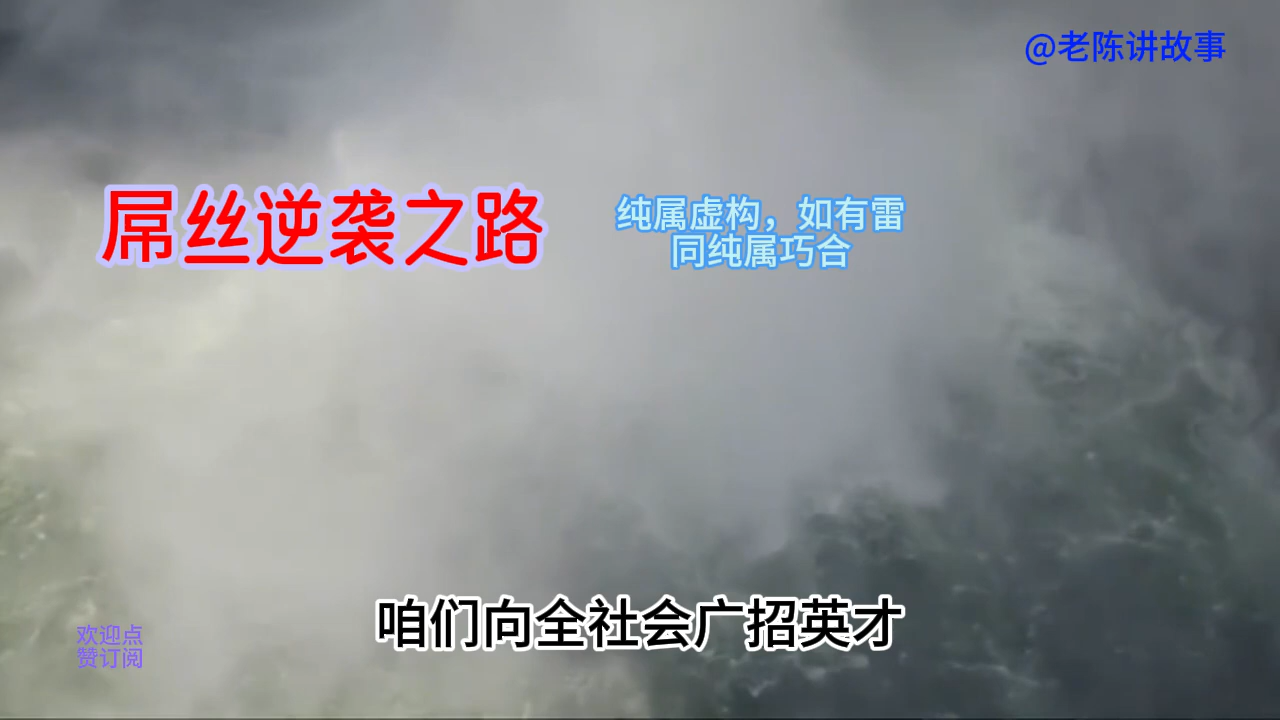 @老陈讲故事
屌丝逆袭之路
纯属虚构，如有雷
同纯属巧合
咱们向全社会广招英才
欢迎点
赞订阅